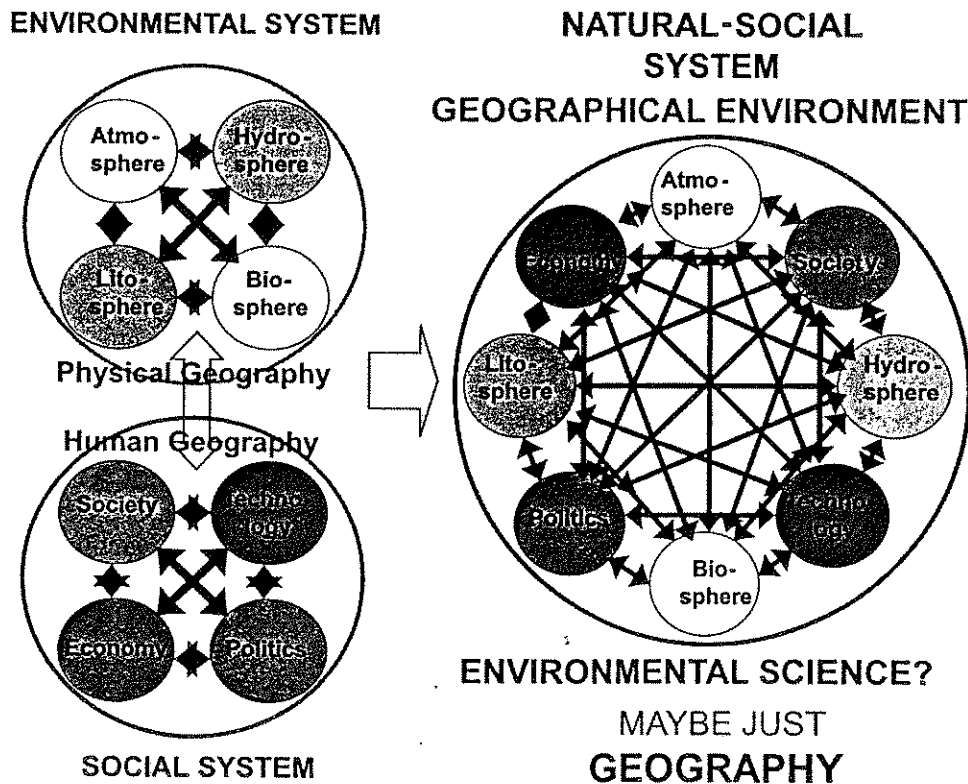 ENVIRONMENTAL SYSTEM
Atmo-
sphere
Hydro-
sphere
Lito-
sphere
Bio-
sphere
Physical Geography
Human Geography
Society
Techno
logy
Economy
Politics
SOCIAL SYSTEM
NATURAL-SOCIAL
SYSTEM
GEOGRAPHICAL ENVIRONMENT
Atmo-
sphere
Economy
Society
Lito-
sphere
Hydro-
sphere
Politics
Techno
logy
Bio-
sphere
ENVIRONMENTAL SCIENCE?
MAYBE JUST
GEOGRAPHY